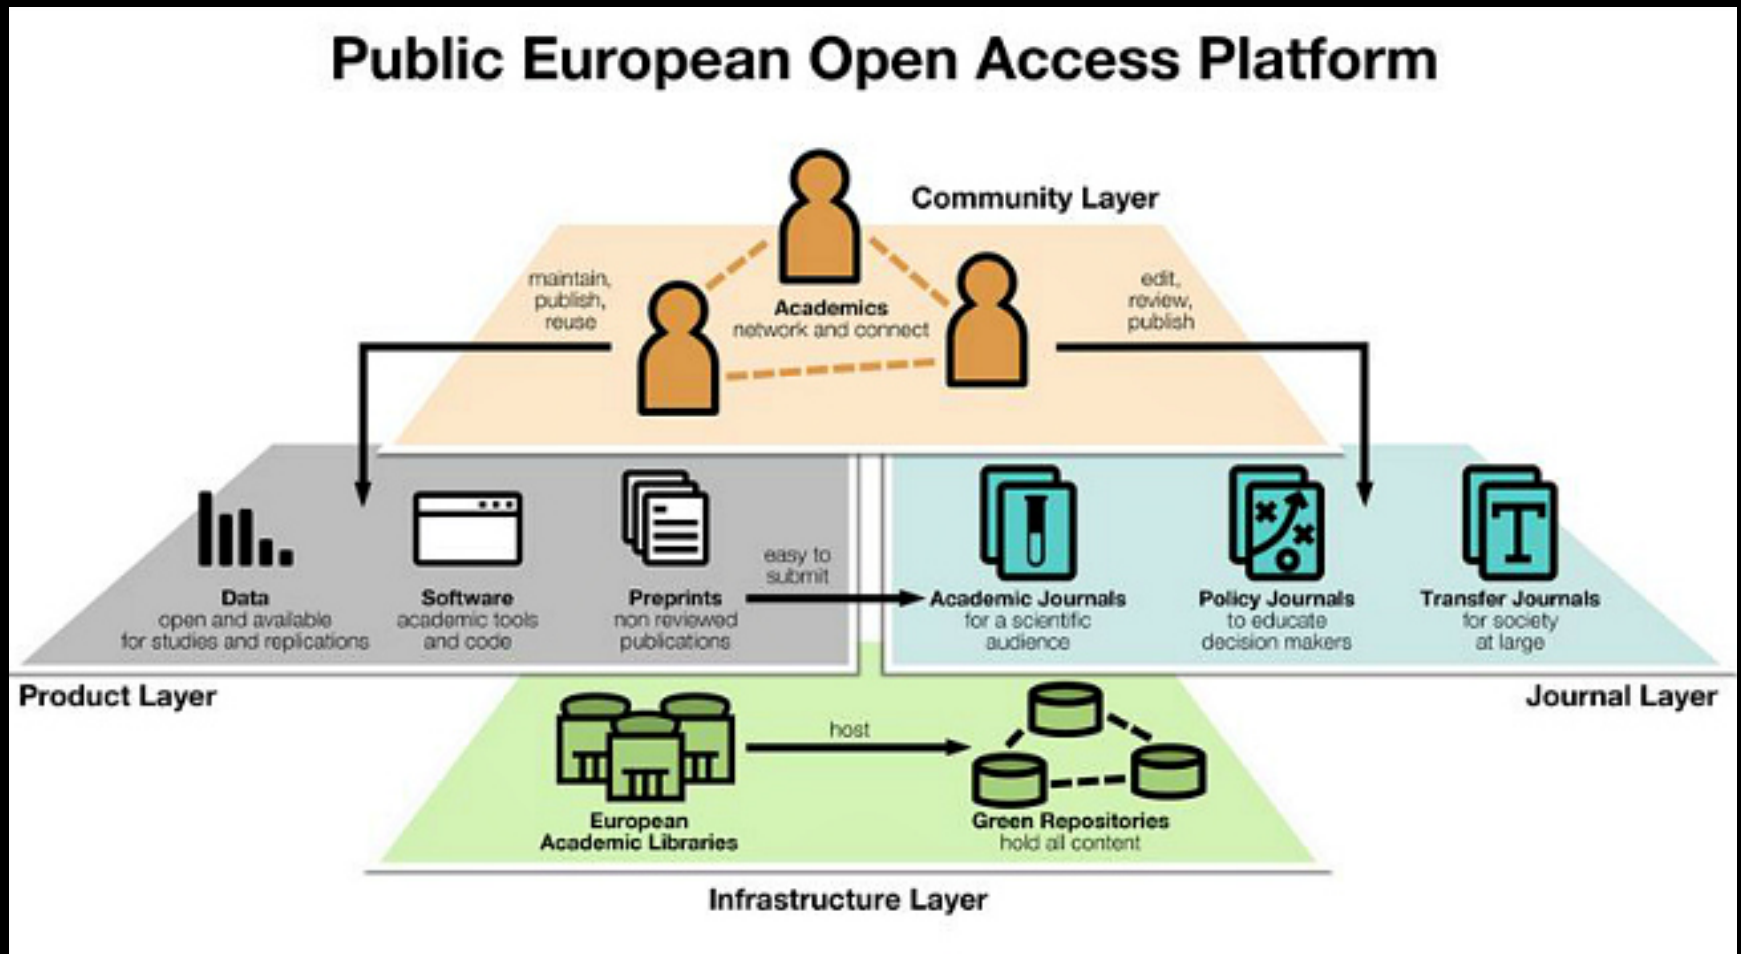 Public European Open Access Platform
Community Layer
maintain,
publish,
reuse
Academics
network and connect
edit,
review,
publish
Data
open and available
for studies and replications
Software
academic tools
and code
Preprints
non reviewed
publications
easy to
submit
Academic Journals
for a scientific
audience
Policy Journals
to educate
decision makers
T
Transfer Journals
for society
at large
Product Layer
Journal Layer
host
European
Academic Libraries
Green Repositories
hold all content
Infrastructure Layer